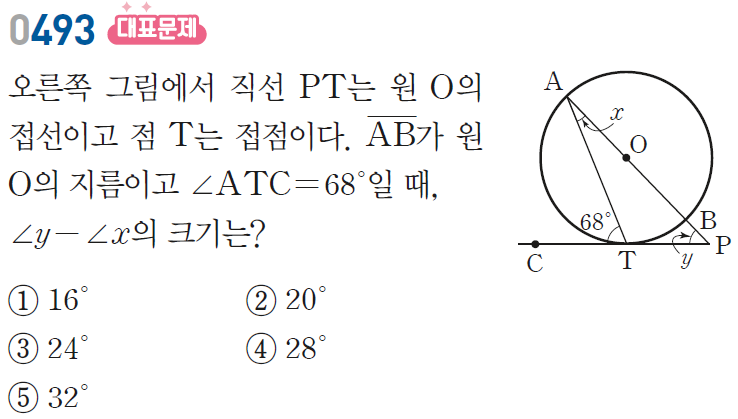 0493 대표문제
오른쪽 그림에서 직선 PT는 원 O의
접선이고 점 T는 접점이다. $\overline{AB}$가 원
O의 지름이고 ∠ATC=68°일 때,
∠y-∠x의 크기는?
① 16° ② 20°
③ 24° ④ 28°
⑤ 32°
A
x
O
68°
B
P
C
T
y